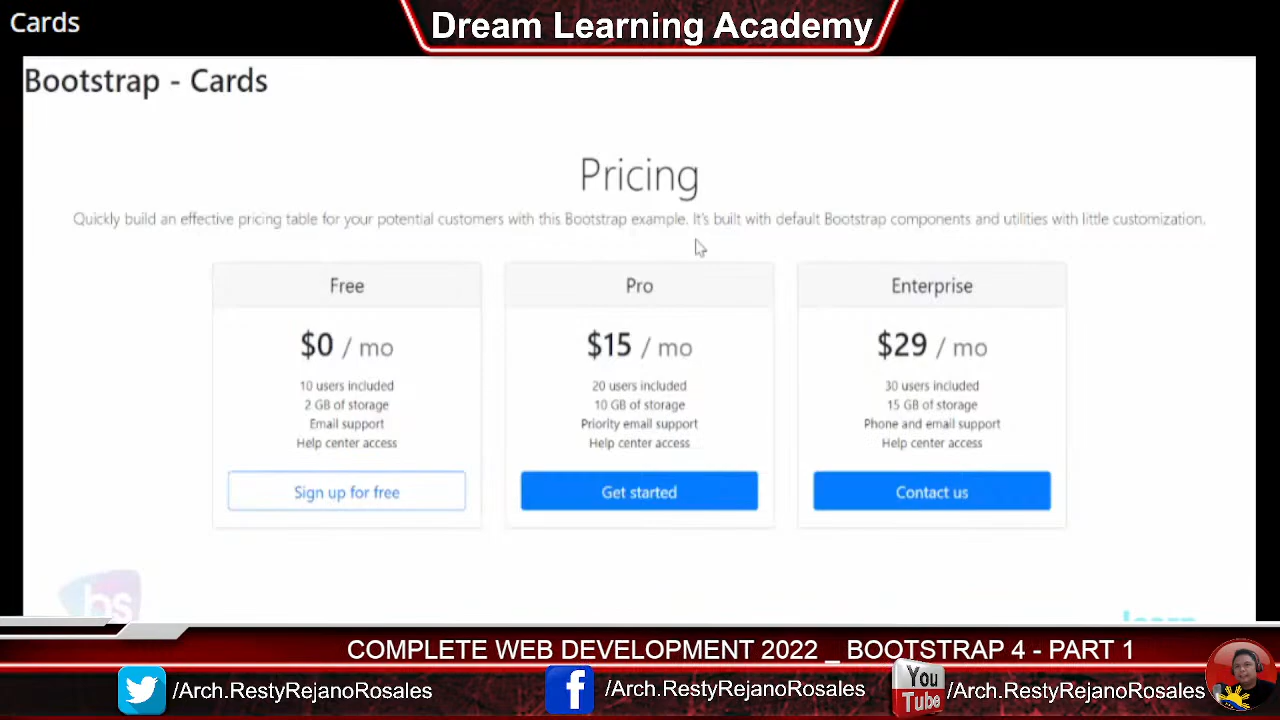 Cards
Dream Learning Academy
Bootstrap - Cards
Pricing
Quickly build an effective pricing table for your potential customers with this Bootstrap example. It's built with default Bootstrap components and utilities with little customization.
Free
$0 / mo
10 users included
2 GB of storage
Email support
Help center access
Sign up for free
Pro
$15 / mo
20 users included
10 GB of storage
Priority email support
Help center access
Get started
Enterprise
$29 / mo
30 users included
15 GB of storage
Phone and email support
Help center access
Contact us
bs
COMPLETE WEB DEVELOPMENT 2022 _ BOOTSTRAP 4 - PART 1
/Arch.RestyRejanoRosales
f
/Arch.RestyRejanoRosales
You
Tube
/Arch.RestyRejanoRosales